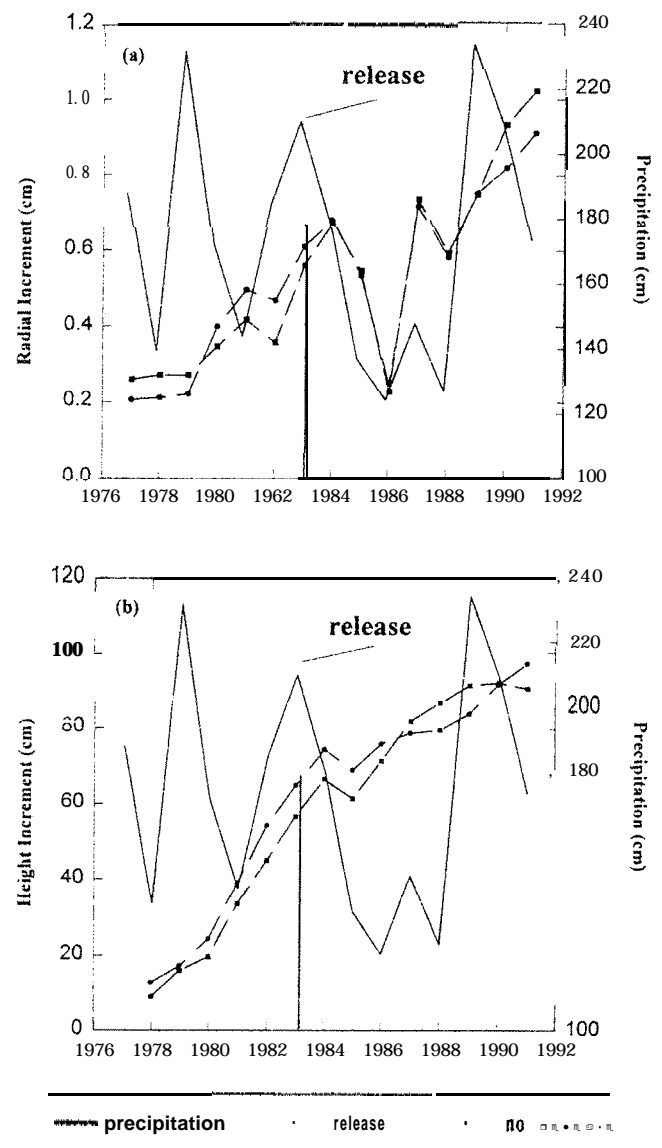 (a)
release
1.2
1.0
0.8
0.6
0.4
0.2
0.0
Radial Increment (cm)
240
220
200
180
160
140
120
100
Precipitation (cm)
1976 1978 1980 1962 1984 1986 1988 1990 1992
(b)
release
120
100
80
60
40
20
0
Height Increment (cm)
240
220
200
180
100
Precipitation (cm)
1976 1978 1980 1982 1984 1986 1988 1990 1992
precipitation release no